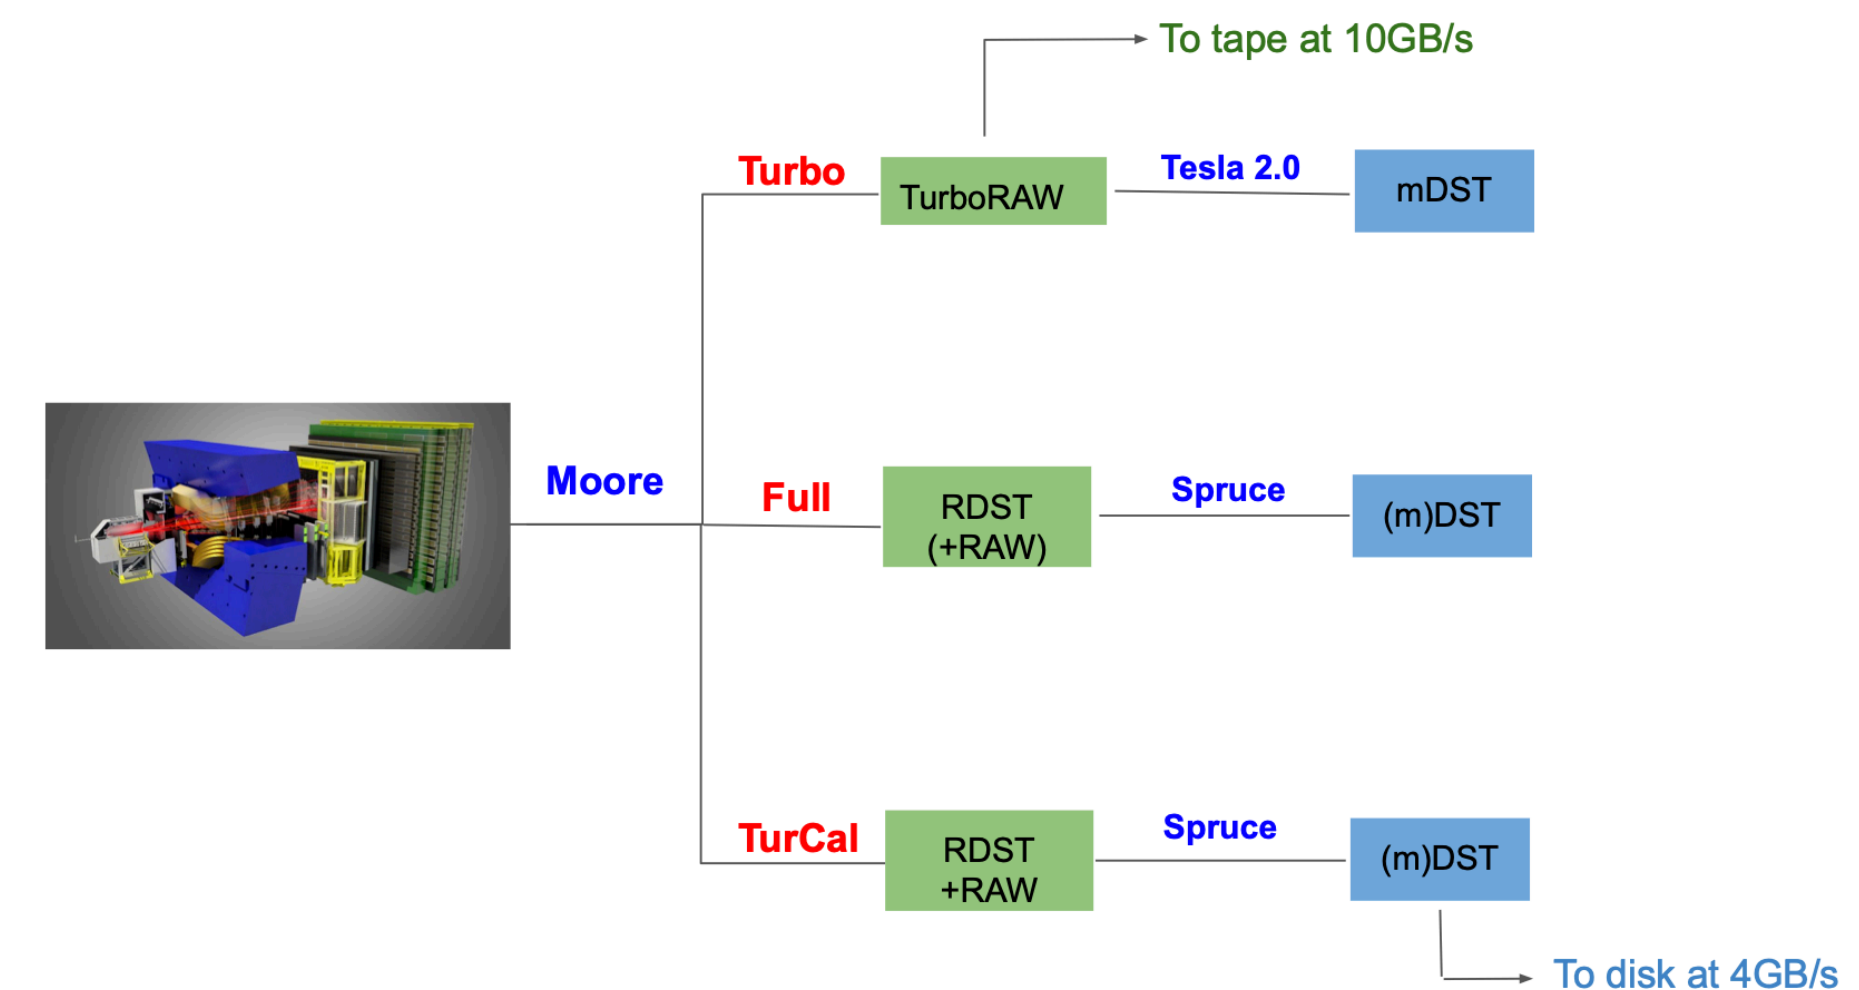 To tape at 10GB/s
Turbo
TurboRAW
Tesla 2.0
mDST
Moore
Full
RDST
(+RAW)
Spruce
(m)DST
TurCal
RDST
+RAW
Spruce
(m)DST
To disk at 4GB/s